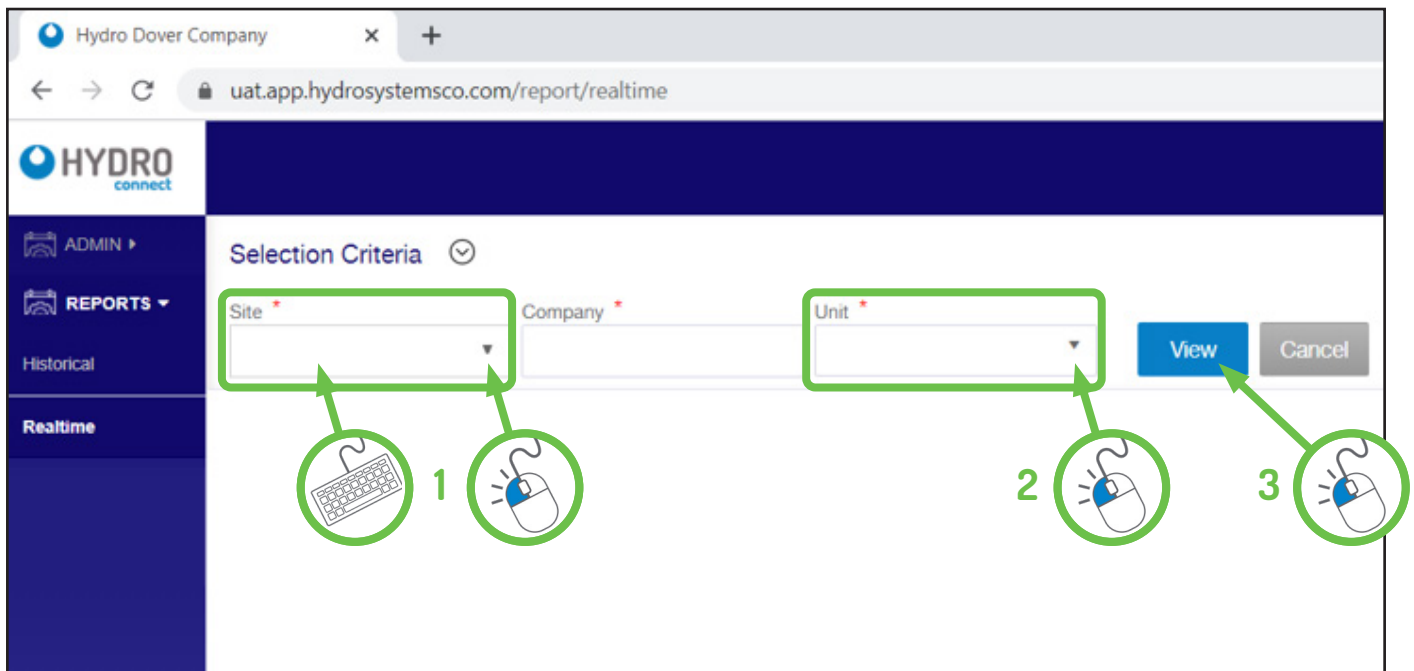 Hydro Dover Company
uat.app.hydrosystemsco.com/report/realtime
HYDRO
connect
ADMIN
Selection Criteria
REPORTS
Site * Company * Unit *
View Cancel
Historical
Realtime
1 2 3